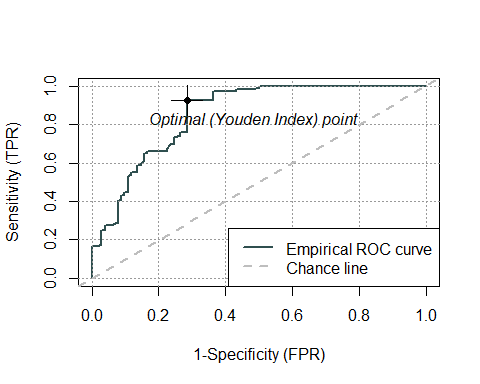 Sensitivity (TPR)
1.0
0.8
0.6
0.4
0.2
0.0
Optimal (Youden Index) point
Empirical ROC curve
Chance line
0.0 0.2 0.4 0.6 0.8 1.0
1-Specificity (FPR)